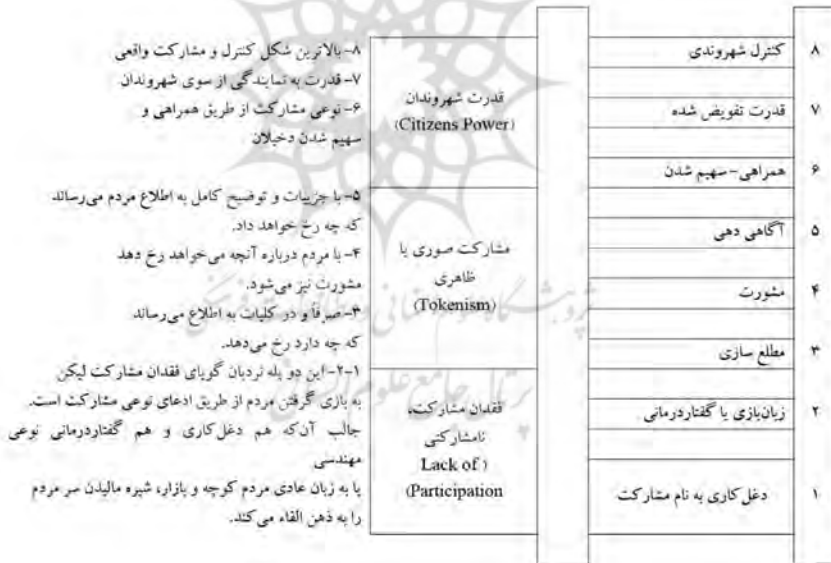 ۸ کنترل شهروندی
۷ قدرت تفویض شده
۶ همراهی-سهیم شدن
۵ آگاهی دهی
۴ مشورت
۳ مطلع سازی
۲ زبان‌بازی یا گفتاردرمانی
۱ دغل‌کاری به نام مشارکت
قدرت شهروندان
(Citizens Power)
مشارکت صوری یا
ظاهری
(Tokenism)
فقدان مشارکت،
نامشارکتی
( Lack of
(Participation
۸- بالاترین شکل کنترل و مشارکت واقعی
۷- قدرت به نمایندگی از سوی شهروندان
۶- نوعی مشارکت از طریق همراهی و
سهیم شدن دخیلان
۵- با جزییات و توضیح کامل به اطلاع مردم می‌رساند
که چه رخ خواهد داد.
۴- با مردم درباره آنچه می‌خواهد رخ دهد
مشورت نیز می‌شود.
۳- صرفاً و در کلیات به اطلاع می‌رساند
که چه دارد رخ می‌دهد.
۱-۲- این دو پله نردبان گویای فقدان مشارکت لیکن
به بازی گرفتن مردم از طریق ادعای نوعی مشارکت است.
جالب آن‌که هم دغل‌کاری و هم گفتاردرمانی نوعی
مهندسی
یا به زبان عادی مردم کوچه و بازار، شیره مالیدن سر مردم
را به ذهن القاء می‌کند.
پرتال جامع علوم انسانی